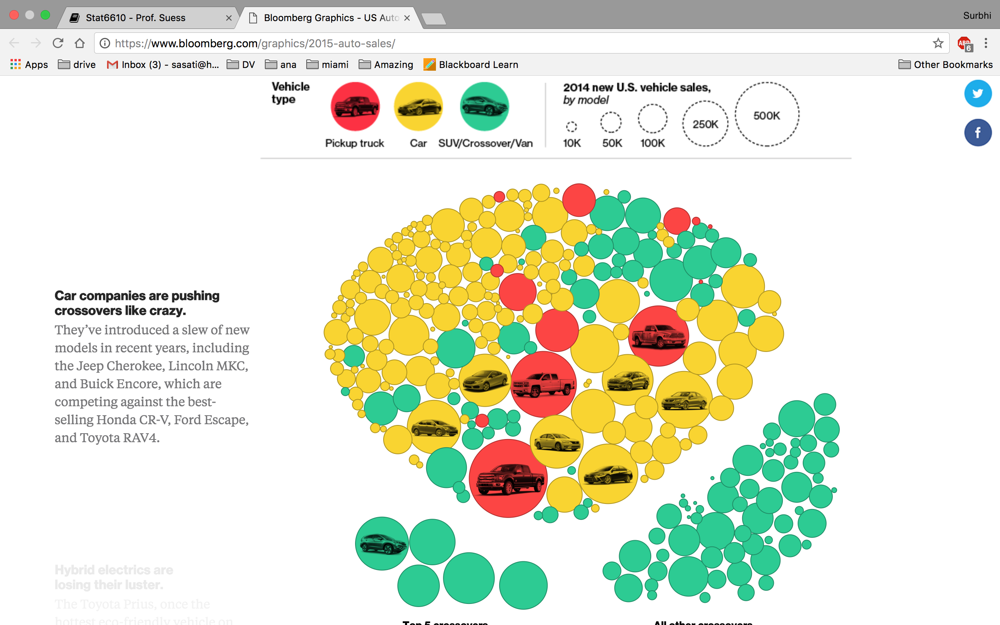 Stat6610 - Prof. Suess
Bloomberg Graphics - US Auto
Surbhi
https://www.bloomberg.com/graphics/2015-auto-sales/
ABP
6
Apps
drive
Inbox (3) - sasati@h...
DV
ana
miami
Amazing
Blackboard Learn
Other Bookmarks
Vehicle
type
Pickup truck
Car
SUV/Crossover/Van
2014 new U.S. vehicle sales,
by model
10K
50K
100K
250K
500K
Car companies are pushing
crossovers like crazy.
They’ve introduced a slew of new
models in recent years, including
the Jeep Cherokee, Lincoln MKC,
and Buick Encore, which are
competing against the best-
selling Honda CR-V, Ford Escape,
and Toyota RAV4.
Hybrid electrics are
losing their luster.
The Toyota Prius, once the
hottest eco-friendly vehicle on
Top 5 crossovers
All other crossovers